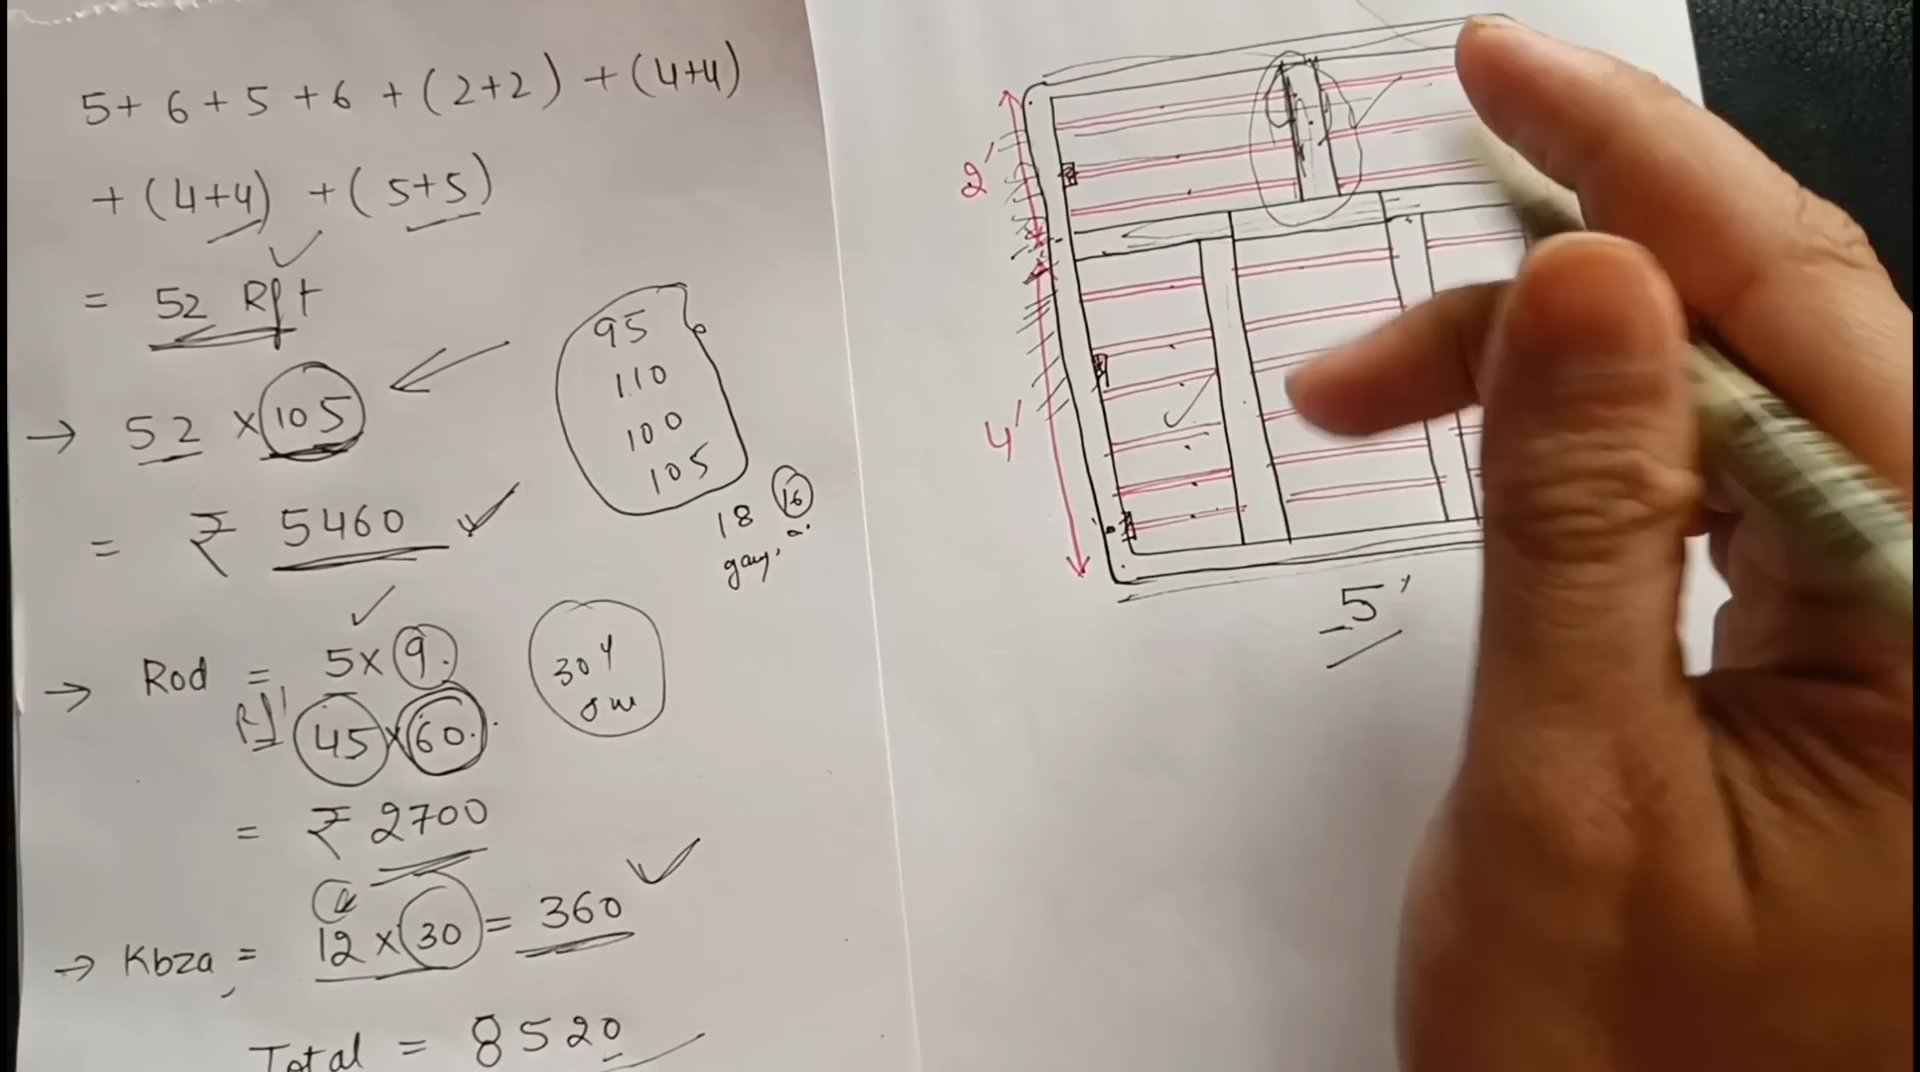 5+ 6 + 5 + 6 + (2+2) + (4+4)
+ (4+4) + (5+5)
= 52 Rft
→ 52 × 105
= ₹ 5460
95
110
100
105
18 16
→ Rod = 5×9
Rft 45×60
= ₹ 2700
304
→ Kbza = 12×30 = 360
Total = 8520
2'
4'
5'